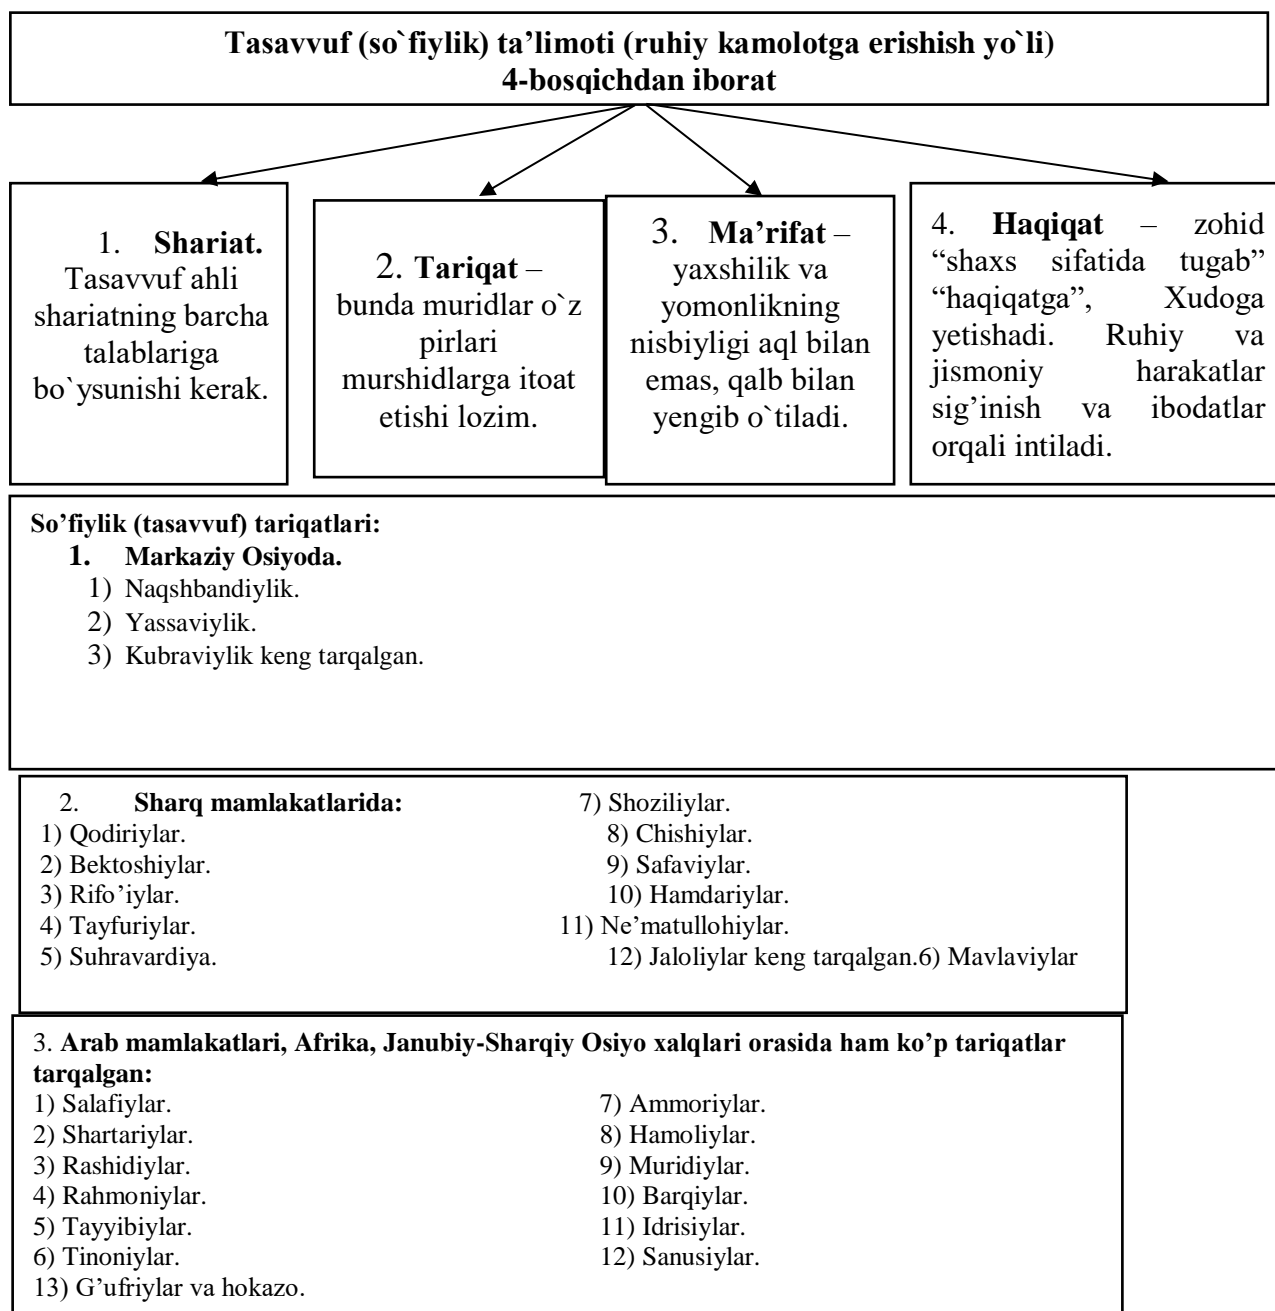 Tasavvuf (so`fiylik) ta’limoti (ruhiy kamolotga erishish yo`li)
4-bosqichdan iborat
1. Shariat.
Tasavvuf ahli
shariatning barcha
talablariga
bo`ysunishi kerak.
2. Tariqat –
bunda muridlar o`z
pirlari
murshidlarga itoat
etishi lozim.
3. Ma’rifat –
yaxshilik va
yomonlikning
nisbiyligi aql bilan
emas, qalb bilan
yengib o`tiladi.
4. Haqiqat – zohid
“shaxs sifatida tugab”
“haqiqatga”, Xudoga
yetishadi. Ruhiy va
jismoniy harakatlar
sig’inish va ibodatlar
orqali intiladi.
So’fiylik (tasavvuf) tariqatlari:
1. Markaziy Osiyoda.
1) Naqshbandiylik.
2) Yassaviylik.
3) Kubraviylik keng tarqalgan.
2. Sharq mamlakatlarida:
1) Qodiriylar.
2) Bektoshiylar.
3) Rifo’iylar.
4) Tayfuriylar.
5) Suhravardiya.
7) Shoziliylar.
8) Chishiylar.
9) Safaviylar.
10) Hamdariylar.
11) Ne’matullohiylar.
12) Jaloliylar keng tarqalgan.6) Mavlaviylar
3. Arab mamlakatlari, Afrika, Janubiy-Sharqiy Osiyo xalqlari orasida ham ko’p tariqatlar
tarqalgan:
1) Salafiylar.
2) Shartariylar.
3) Rashidiylar.
4) Rahmoniylar.
5) Tayyibiylar.
6) Tinoniylar.
7) Ammoriylar.
8) Hamoliylar.
9) Muridiylar.
10) Barqiylar.
11) Idrisiylar.
12) Sanusiylar.
13) G’ufriylar va hokazo.